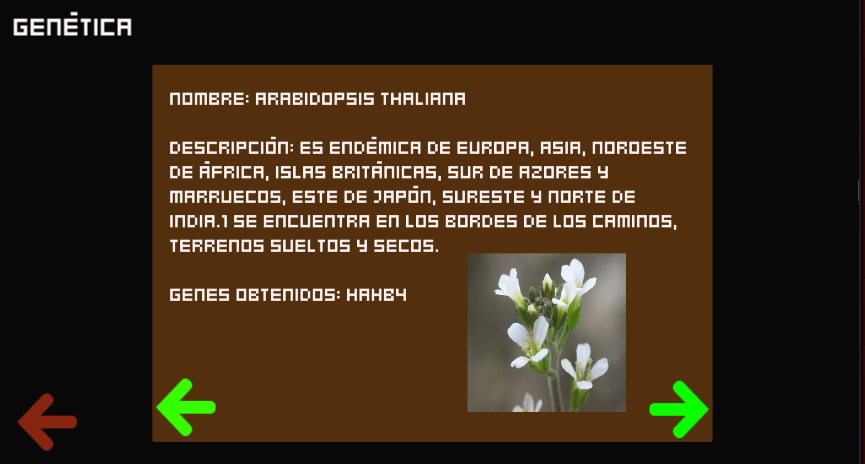 GENÉTICA
NOMBRE: ARABIDOPSIS THALIANA
DESCRIPCIÓN: ES ENDÉMICA DE EUROPA, ASIA, NOROESTE
DE ÁFRICA, ISLAS BRITÁNICAS, SUR DE AZORES Y
MARRUECOS, ESTE DE JAPÓN, SURESTE Y NORTE DE
INDIA.1 SE ENCUENTRA EN LOS BORDES DE LOS CAMINOS,
TERRENOS SUELTOS Y SECOS.
GENES OBTENIDOS: HAHB4